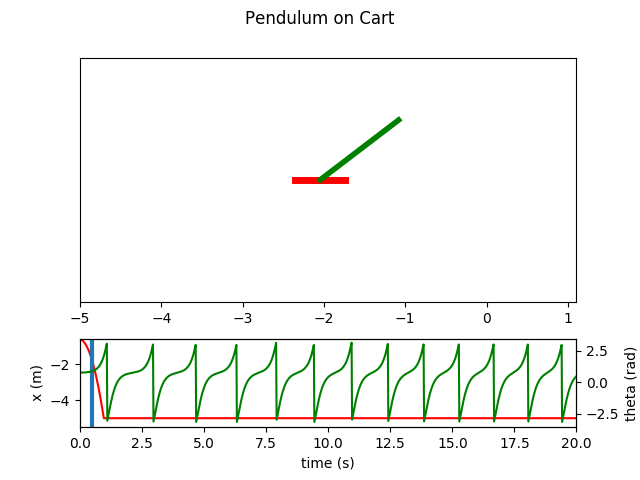 Pendulum on Cart
−5 −4 −3 −2 −1 0 1
−2
−4
x (m)
2.5
0.0
−2.5
theta (rad)
0.0 2.5 5.0 7.5 10.0 12.5 15.0 17.5 20.0
time (s)